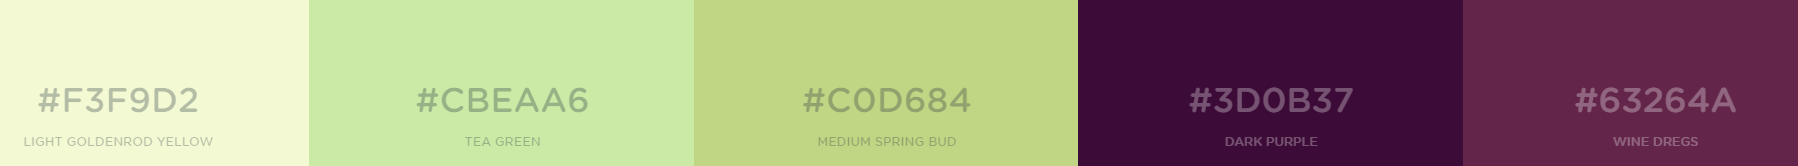 #F3F9D2
LIGHT GOLDENROD YELLOW
#CBEAA6
TEA GREEN
#C0D684
MEDIUM SPRING BUD
#3D0B37
DARK PURPLE
#63264A
WINE DREGS